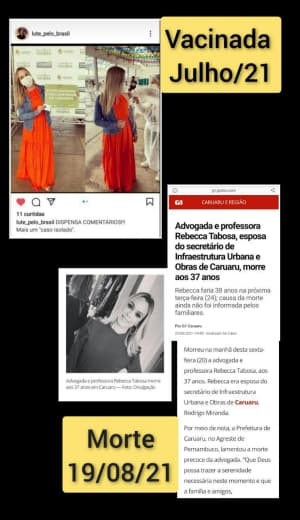 lute_pelo_brasil
Vacinada
Julho/21
11 curtidas
lute_pelo_brasil DISPENSA COMENTÁRIOS!!!
Mais um "caso isolado".
g1.globo.com
G1
CARUARU E REGIÃO
Advogada e professora
Rebecca Tabosa, esposa
do secretário de
Infraestrutura Urbana e
Obras de Caruaru, morre
aos 37 anos
Rebecca faria 38 anos na próxima
terça-feira (24); causa da morte
ainda não foi informada pelos
familiares.
Por G1 Caruaru
Advogada e professora Rebecca Tabosa morre
aos 37 anos em Caruaru — Foto: Divulgação
Morreu na manhã desta sexta-
feira (20) a advogada e
professora Rebecca Tabosa, aos
37 anos. Rebecca era esposa do
secretário de Infraestrutura
Urbana e Obras de Caruaru,
Rodrigo Miranda.
Por meio de nota, a Prefeitura de
Caruaru, no Agreste de
Pernambuco, lamentou a morte
precoce da advogada. "Que Deus
possa trazer a serenidade
necessária neste momento e que
a família e amigos,
Morte
19/08/21